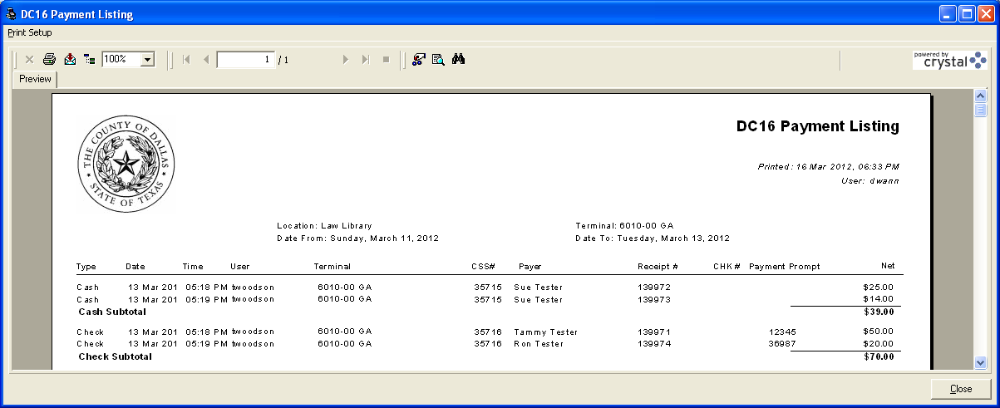 DC16 Payment Listing
Print Setup
100% 1 / 1 powered by crystal
Preview
THE COUNTY OF DALLAS
STATE OF TEXAS
DC16 Payment Listing
Printed: 16 Mar 2012, 06:33 PM
User: dwann
Location: Law Library Terminal: 6010-00 GA
Date From: Sunday, March 11, 2012 Date To: Tuesday, March 13, 2012
Type Date Time User Terminal CSS# Payer Receipt # CHK # Payment Prompt Net
Cash 13 Mar 201 05:18 PM twoodson 6010-00 GA 35715 Sue Tester 139972 $25.00
Cash 13 Mar 201 05:19 PM twoodson 6010-00 GA 35715 Sue Tester 139973 $14.00
Cash Subtotal $39.00
Check 13 Mar 201 05:18 PM twoodson 6010-00 GA 35716 Tammy Tester 139971 12345 $50.00
Check 13 Mar 201 05:19 PM twoodson 6010-00 GA 35716 Ron Tester 139974 36987 $20.00
Check Subtotal $70.00
Close